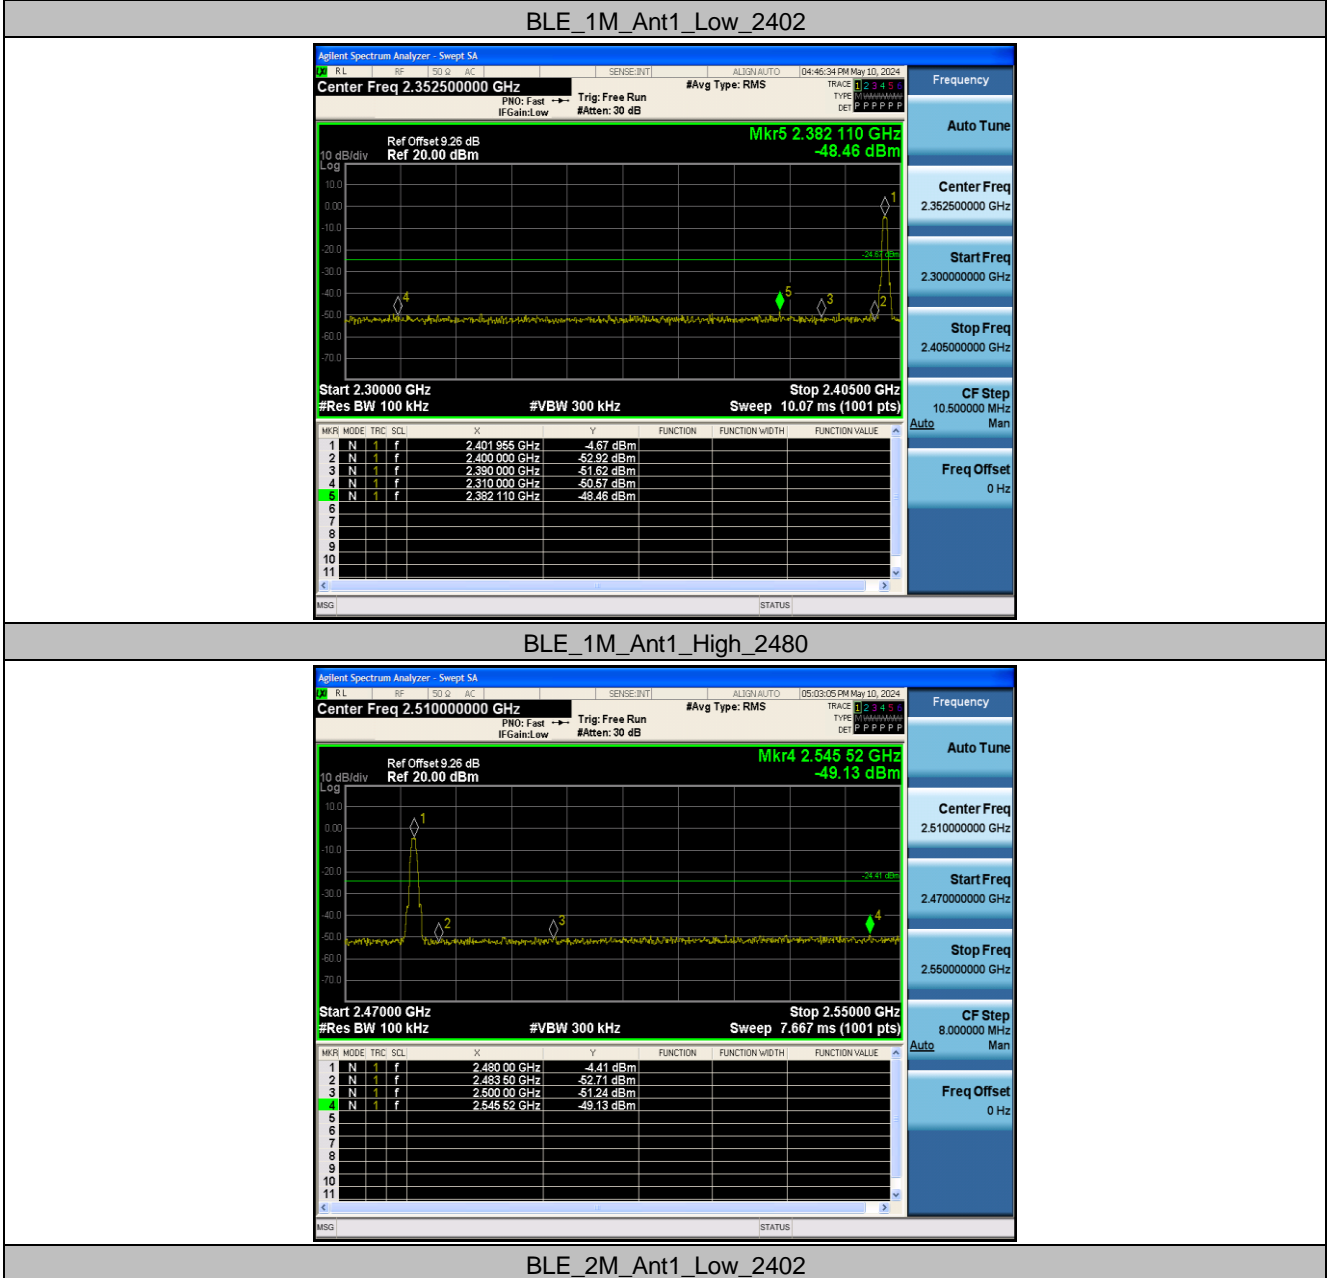 BLE_1M_Ant1_Low_2402
Agilent Spectrum Analyzer - Swept SA
RL RF 50 Ω AC SENSE:INT ALIGNAUTO 04:46:34 PM May 10, 2024
Center Freq 2.352500000 GHz #Avg Type: RMS TRACE 1 2 3 4 5 6
PNO: Fast Trig: Free Run TYPE M
IFGain:Low #Atten: 30 dB DET P P P P P P
Frequency
Auto Tune
Mkr5 2.382 110 GHz
-48.46 dBm
Ref Offset 9.26 dB
10 dB/div Ref 20.00 dBm
Log
10.0
0.00
-10.0
-20.0
-30.0
-40.0
-50.0
-60.0
-70.0
1
-24.67 dBm
4
5
3
2
Center Freq
2.352500000 GHz
Start Freq
2.300000000 GHz
Stop Freq
2.405000000 GHz
CF Step
10.500000 MHz
Auto Man
Freq Offset
0 Hz
Start 2.30000 GHz Stop 2.40500 GHz
#Res BW 100 kHz #VBW 300 kHz Sweep 10.07 ms (1001 pts)
MKR MODE TRC SCL X Y FUNCTION FUNCTION WIDTH FUNCTION VALUE
1 N 1 f 2.401 955 GHz -4.67 dBm
2 N 1 f 2.400 000 GHz -52.92 dBm
3 N 1 f 2.390 000 GHz -51.62 dBm
4 N 1 f 2.310 000 GHz -50.57 dBm
5 N 1 f 2.382 110 GHz -48.46 dBm
6
7
8
9
10
11
MSG STATUS
BLE_1M_Ant1_High_2480
Agilent Spectrum Analyzer - Swept SA
RL RF 50 Ω AC SENSE:INT ALIGNAUTO 05:03:05 PM May 10, 2024
Center Freq 2.510000000 GHz #Avg Type: RMS TRACE 1 2 3 4 5 6
PNO: Fast Trig: Free Run TYPE M
IFGain:Low #Atten: 30 dB DET P P P P P P
Frequency
Auto Tune
Mkr4 2.545 52 GHz
-49.13 dBm
Ref Offset 9.26 dB
10 dB/div Ref 20.00 dBm
Log
10.0
0.00
-10.0
-20.0
-30.0
-40.0
-50.0
-60.0
-70.0
1
-24.41 dBm
2
3
4
Center Freq
2.510000000 GHz
Start Freq
2.470000000 GHz
Stop Freq
2.550000000 GHz
CF Step
8.000000 MHz
Auto Man
Freq Offset
0 Hz
Start 2.47000 GHz Stop 2.55000 GHz
#Res BW 100 kHz #VBW 300 kHz Sweep 7.667 ms (1001 pts)
MKR MODE TRC SCL X Y FUNCTION FUNCTION WIDTH FUNCTION VALUE
1 N 1 f 2.480 00 GHz -4.41 dBm
2 N 1 f 2.483 50 GHz -52.71 dBm
3 N 1 f 2.500 00 GHz -51.24 dBm
4 N 1 f 2.545 52 GHz -49.13 dBm
5
6
7
8
9
10
11
MSG STATUS
BLE_2M_Ant1_Low_2402